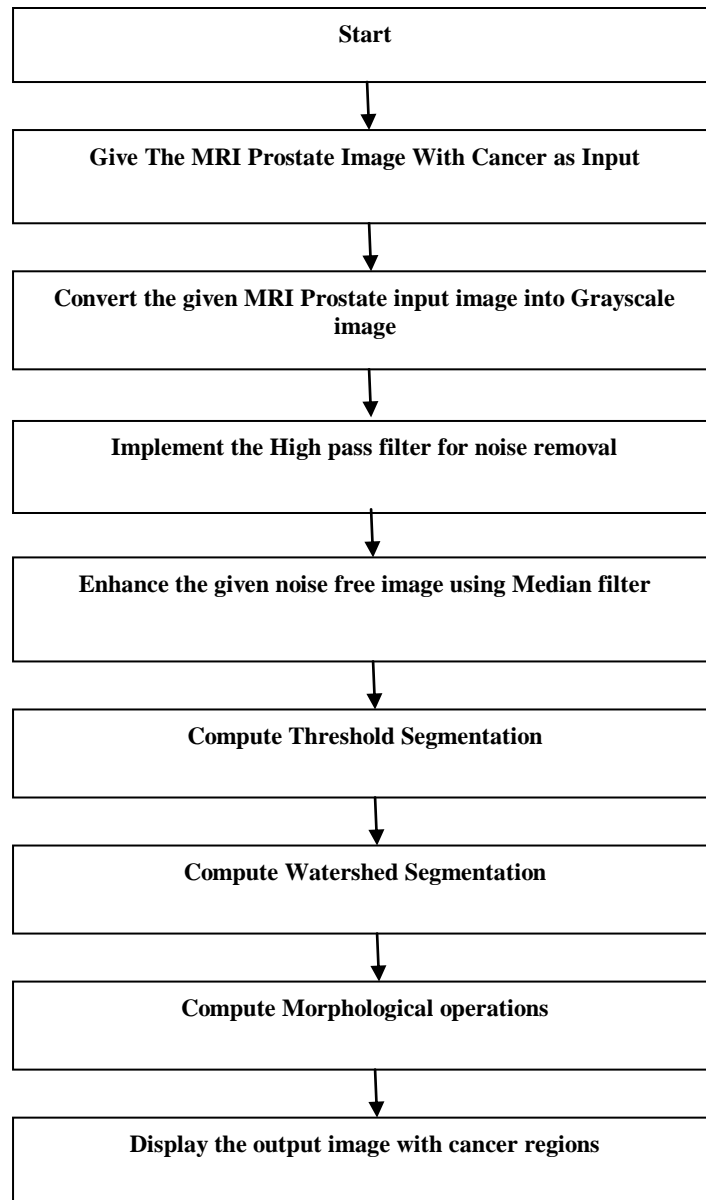 Start
Give The MRI Prostate Image With Cancer as Input
Convert the given MRI Prostate input image into Grayscale
image
Implement the High pass filter for noise removal
Enhance the given noise free image using Median filter
Compute Threshold Segmentation
Compute Watershed Segmentation
Compute Morphological operations
Display the output image with cancer regions